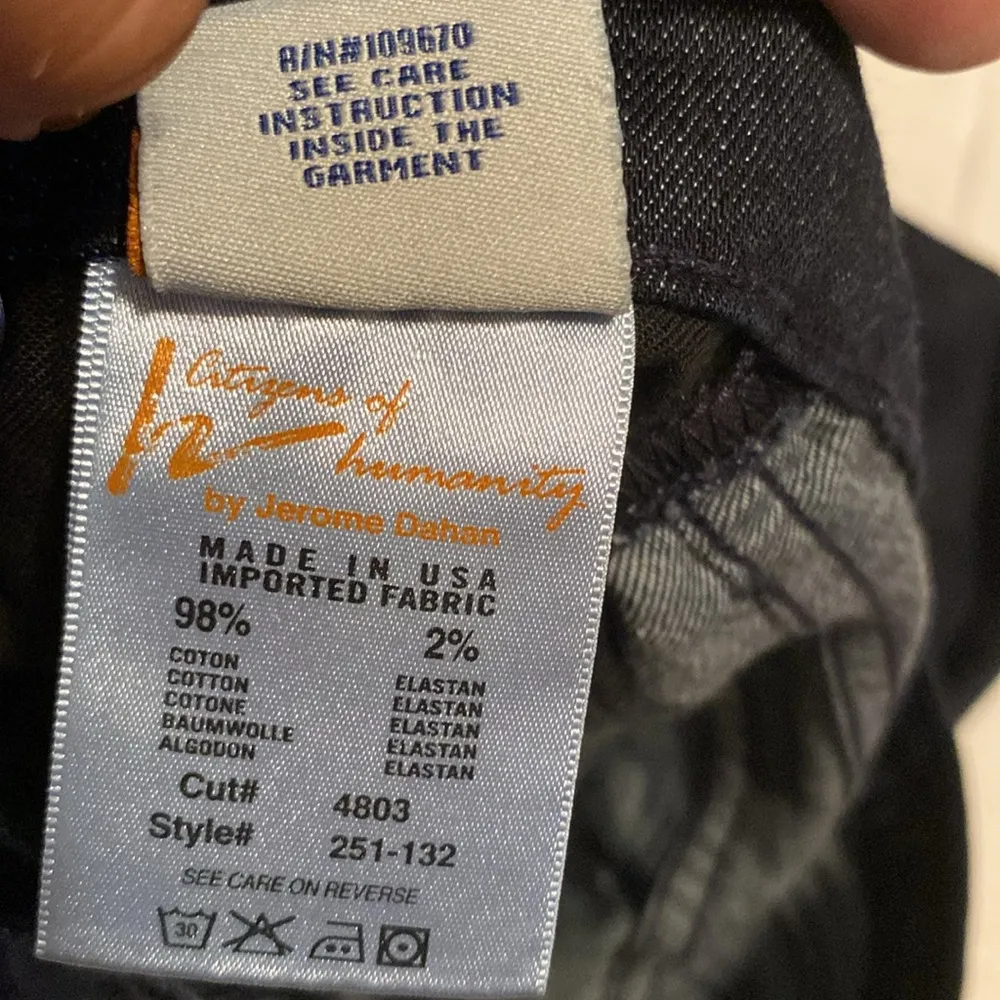 A/N#109670
SEE CARE
INSTRUCTION
INSIDE THE
GARMENT
Citizens of
humanity
by Jerome Dahan
MADE IN USA
IMPORTED FABRIC
98% 2%
COTON ELASTAN
COTTON ELASTAN
COTONE ELASTAN
BAUMWOLLE ELASTAN
ALGODON ELASTAN
Cut# 4803
Style# 251-132
SEE CARE ON REVERSE
30